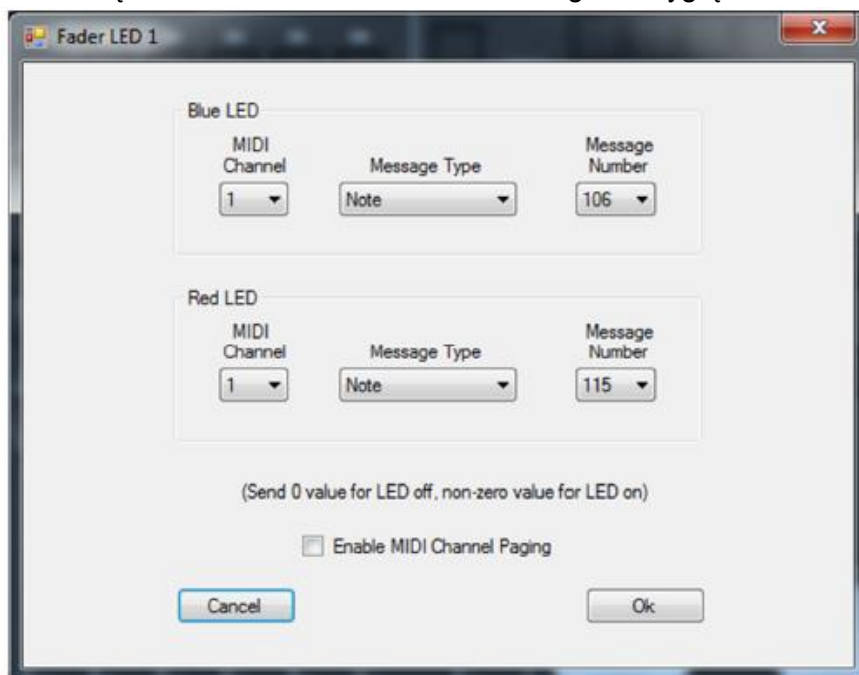 Fader LED 1
Blue LED
MIDI
Channel
Message Type
Message
Number
1
Note
106
Red LED
MIDI
Channel
Message Type
Message
Number
1
Note
115
(Send 0 value for LED off, non-zero value for LED on)
Enable MIDI Channel Paging
Cancel
Ok